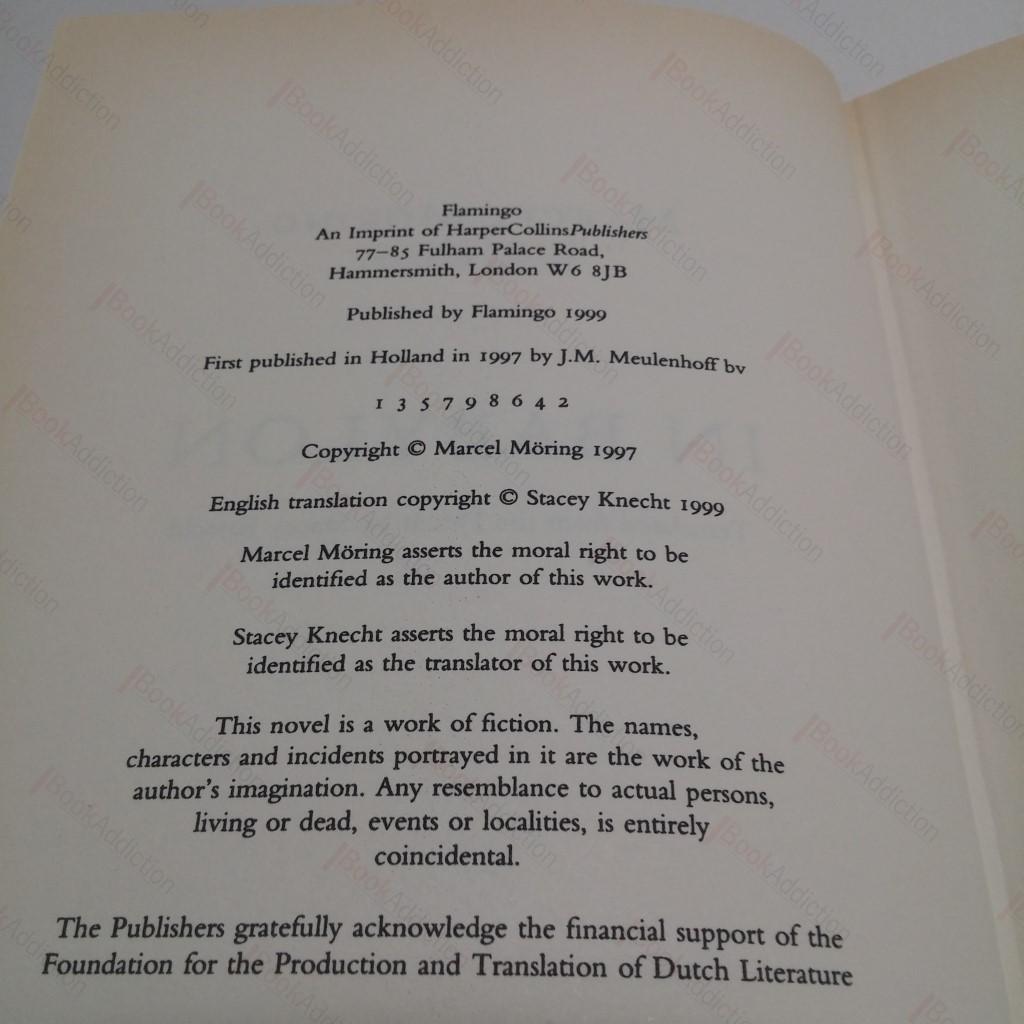 Flamingo
An Imprint of HarperCollinsPublishers
77–85 Fulham Palace Road,
Hammersmith, London W6 8JB
Published by Flamingo 1999
First published in Holland in 1997 by J.M. Meulenhoff bv
1 3 5 7 9 8 6 4 2
Copyright © Marcel Möring 1997
English translation copyright © Stacey Knecht 1999
Marcel Möring asserts the moral right to be
identified as the author of this work.
Stacey Knecht asserts the moral right to be
identified as the translator of this work.
This novel is a work of fiction. The names,
characters and incidents portrayed in it are the work of the
author's imagination. Any resemblance to actual persons,
living or dead, events or localities, is entirely
coincidental.
The Publishers gratefully acknowledge the financial support of the
Foundation for the Production and Translation of Dutch Literature
BookAddiction